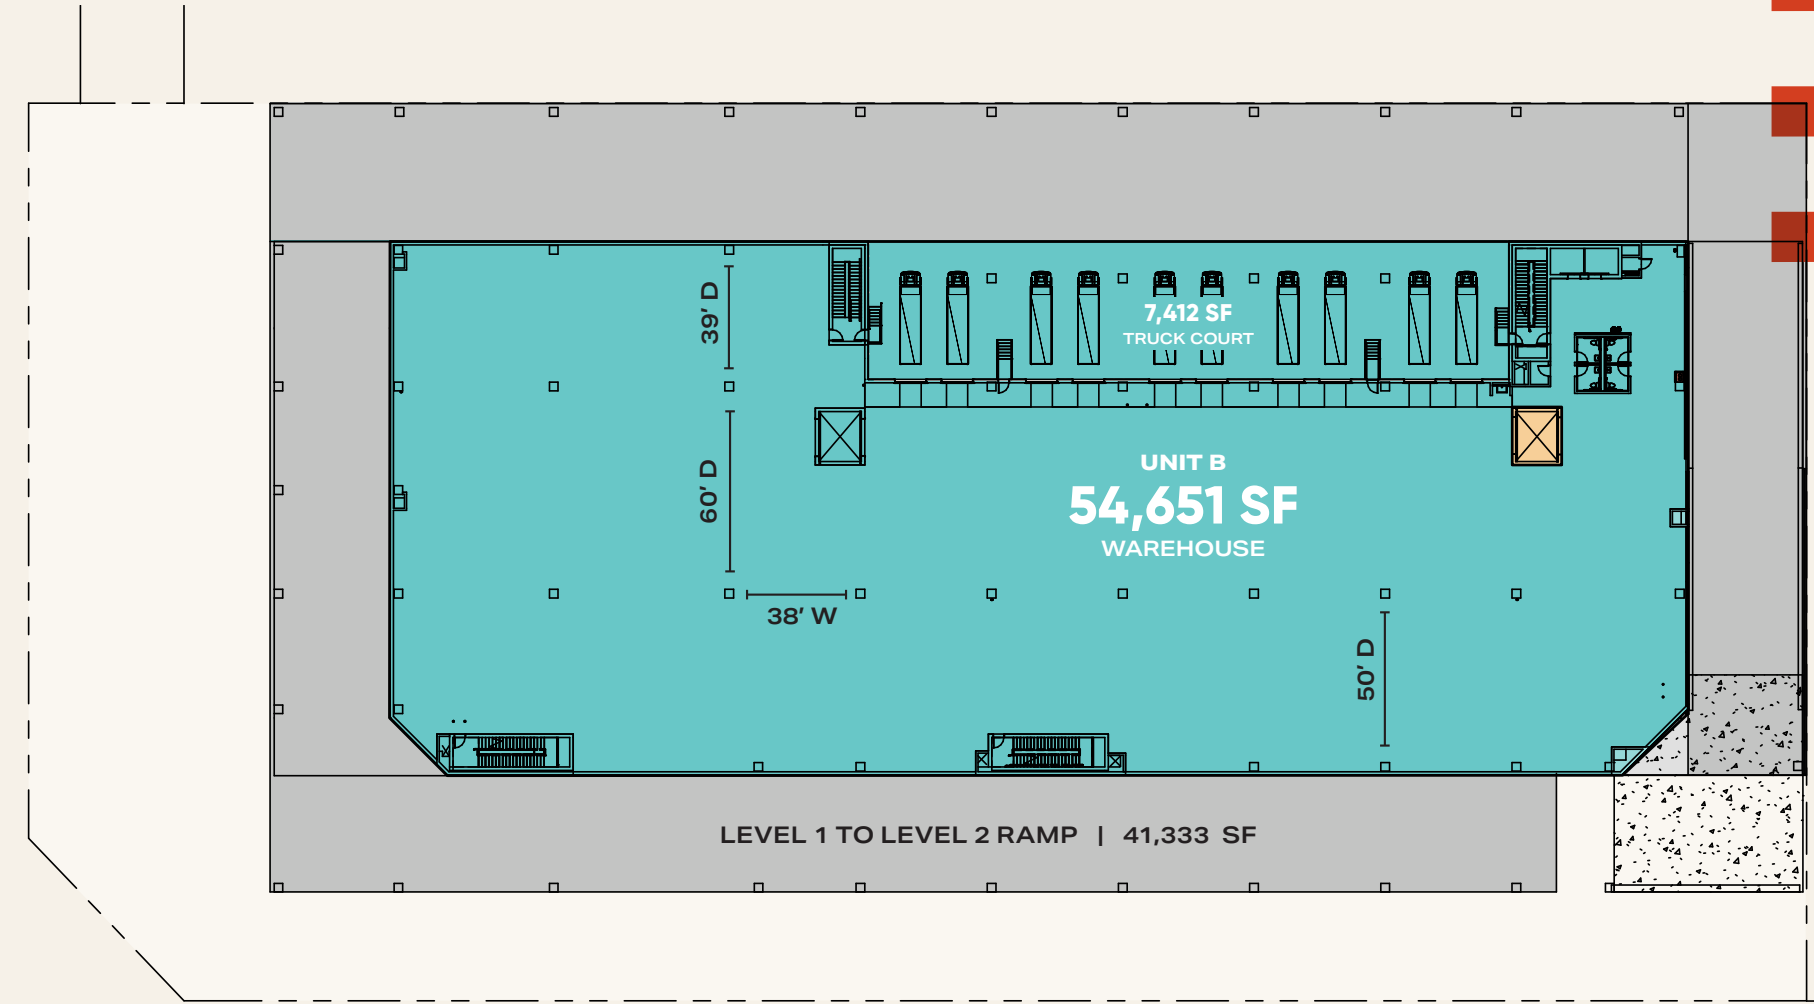 39' D
7,412 SF
TRUCK COURT
60' D
UNIT B
54,651 SF
WAREHOUSE
38' W
50' D
LEVEL 1 TO LEVEL 2 RAMP | 41,333 SF